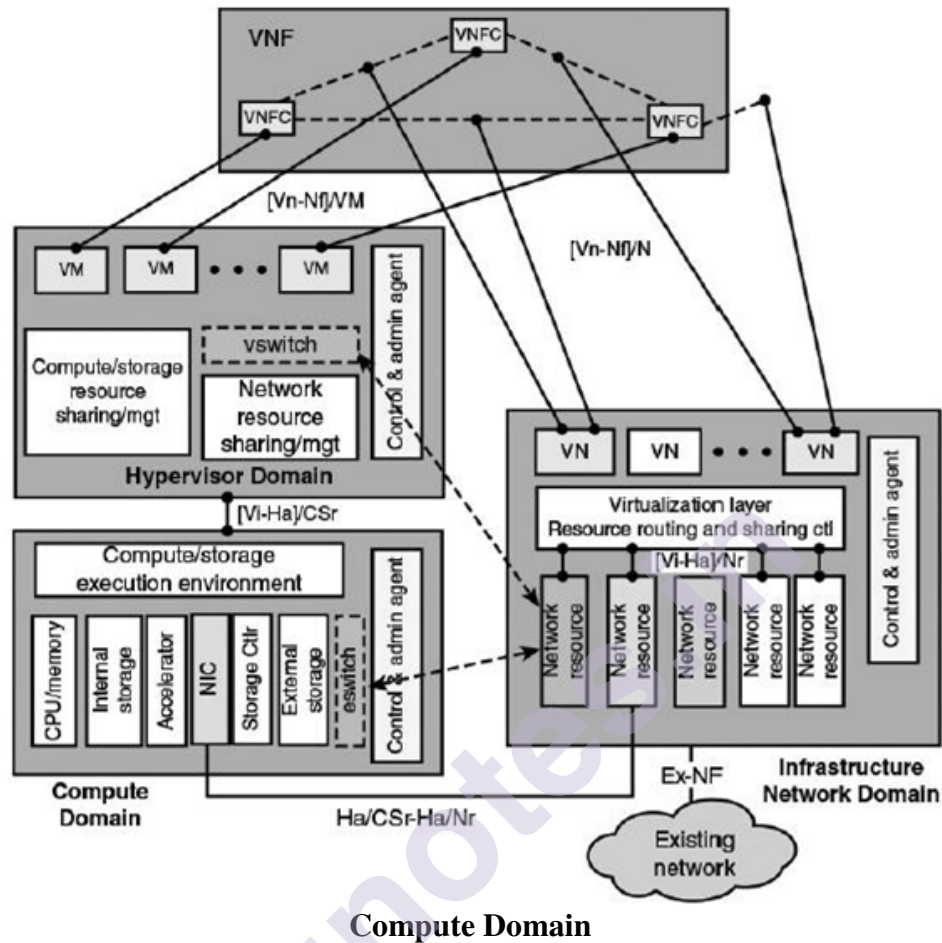 VNF
VNFC
VNFC
VNFC
[Vn-Nf]/VM
[Vn-Nf]/N
VM
VM
VM
Control & admin agent
Compute/storage
resource
sharing/mgt
vswitch
Network
resource
sharing/mgt
Hypervisor Domain
[Vi-Ha]/CSr
Compute/storage
execution environment
CPU/memory
Internal
storage
Accelerator
NIC
Storage Ctlr
External
storage
eswitch
Control & admin agent
Compute
Domain
Ha/CSr-Ha/Nr
VN
VN
VN
Control & admin agent
Virtualization layer
Resource routing and sharing ctl
[Vi-Ha]/Nr
Network
resource
Network
resource
Network
resource
Network
resource
Network
resource
Ex-NF
Infrastructure
Network Domain
Existing
network
Compute Domain